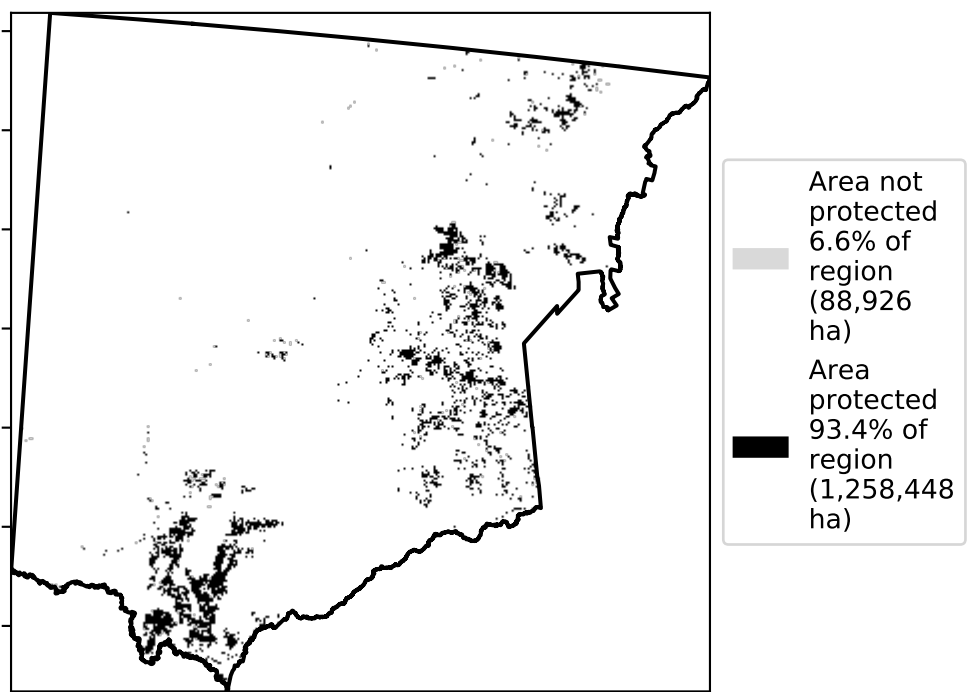 Area not
protected
6.6% of
region
(88,926
ha)
Area
protected
93.4% of
region
(1,258,448
ha)